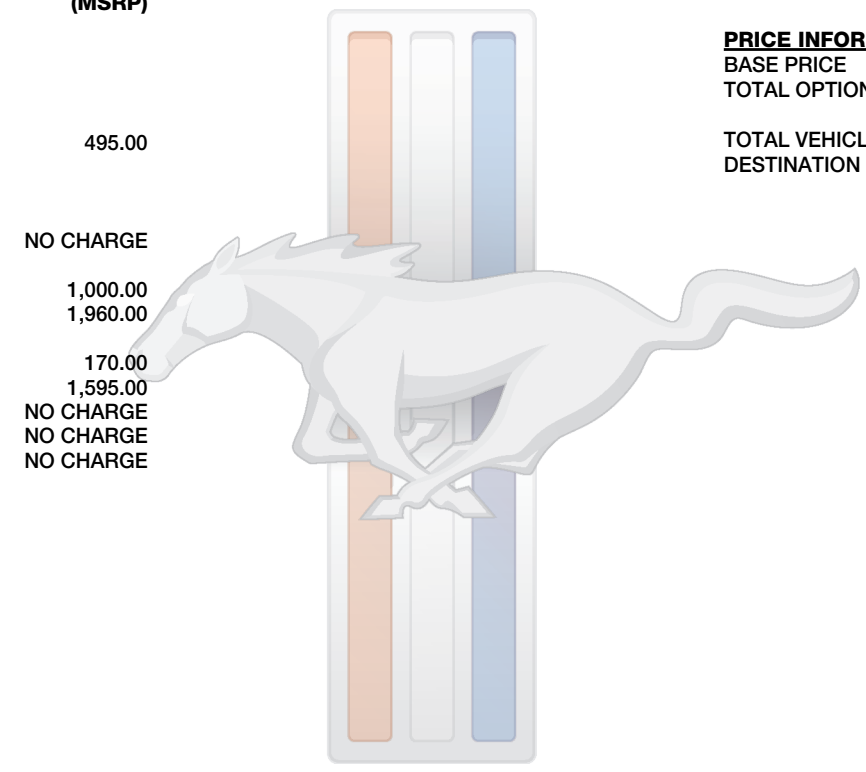 (MSRP)
495.00
NO CHARGE
1,000.00
1,960.00
170.00
1,595.00
NO CHARGE
NO CHARGE
NO CHARGE
PRICE INFOR
BASE PRICE
TOTAL OPTION
TOTAL VEHICL
DESTINATION